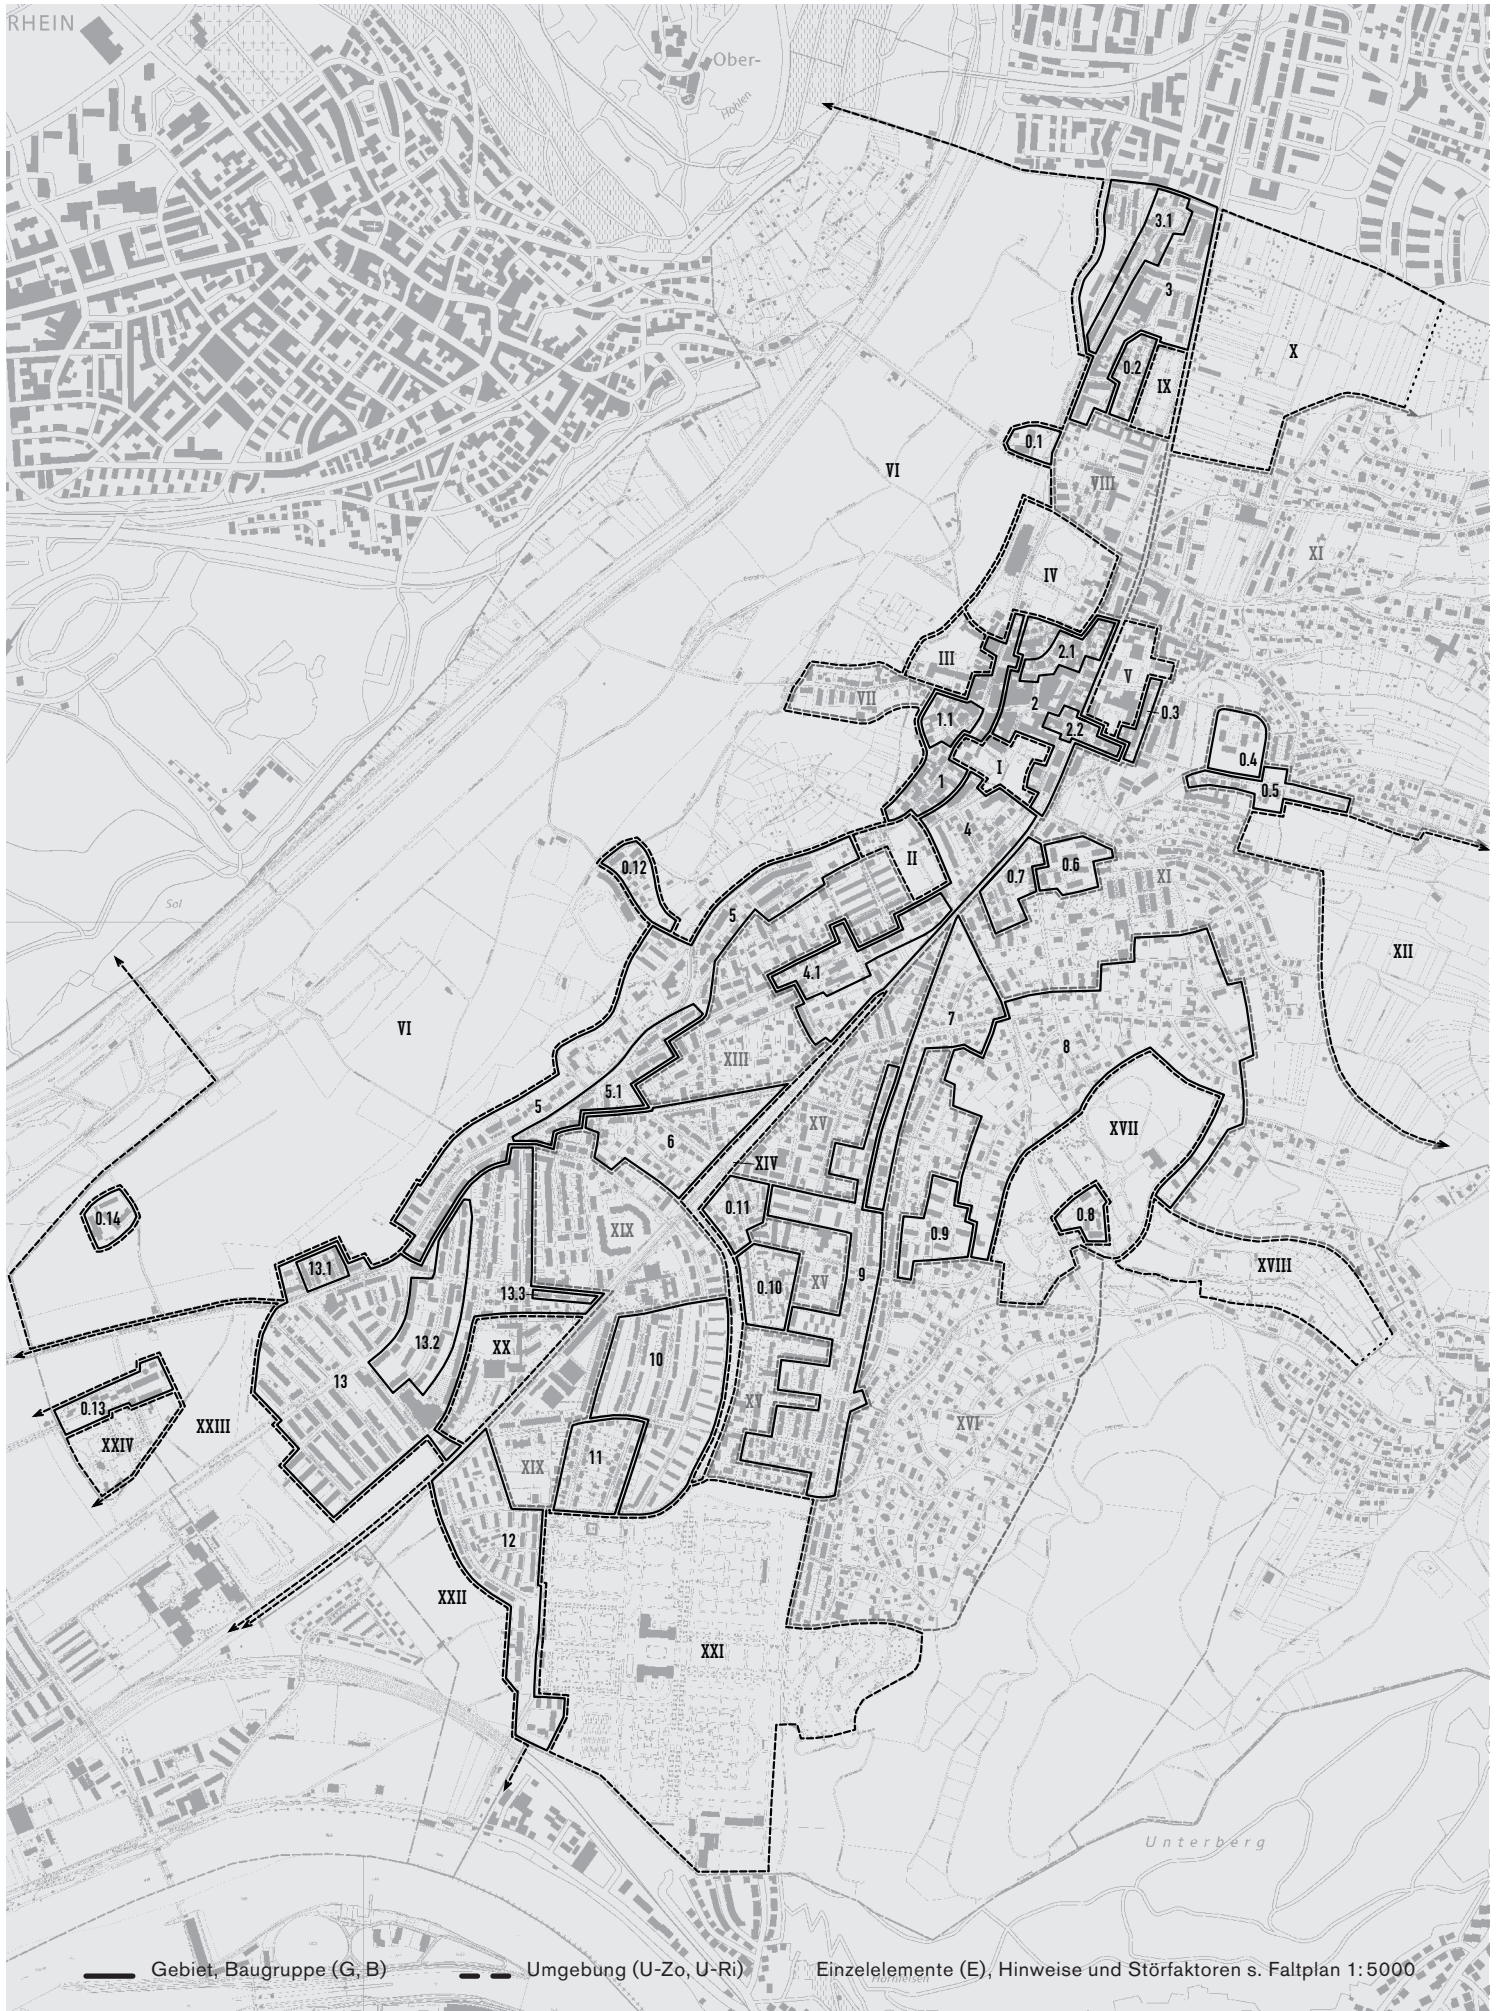 RHEIN
Ober-
Hohlen
3.1
3
X
0.2
IX
0.1
VI
VIII
XI
IV
2.1
III
V
VII
2
0.3
1.1
2.2
I
0.4
1
0.5
4
II
0.12
0.7
0.6
XI
Sol
5
4.1
XII
VI
7
8
XIII
5.1
5
XV
XVII
6
XIV
0.11
0.14
XIX
0.8
0.9
13.1
XVIII
9
0.10
XV
13.3
13.2
XX
10
13
0.13
XV
XVI
XXIII
XXIV
11
XIX
12
XXII
XXI
Unterberg
Gebiet, Baugruppe (G, B) Umgebung (U-Zo, U-Ri) Einzelelemente (E), Hinweise und Störfaktoren s. Faltplan 1:5000
Hornfelsen